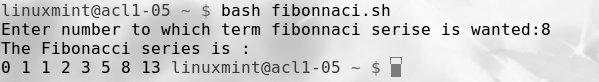 linuxmint@acl1-05 ~ $ bash fibonnaci.sh
Enter number to which term fibonnaci serise is wanted:8
The Fibonacci series is :
0 1 1 2 3 5 8 13 linuxmint@acl1-05 ~ $